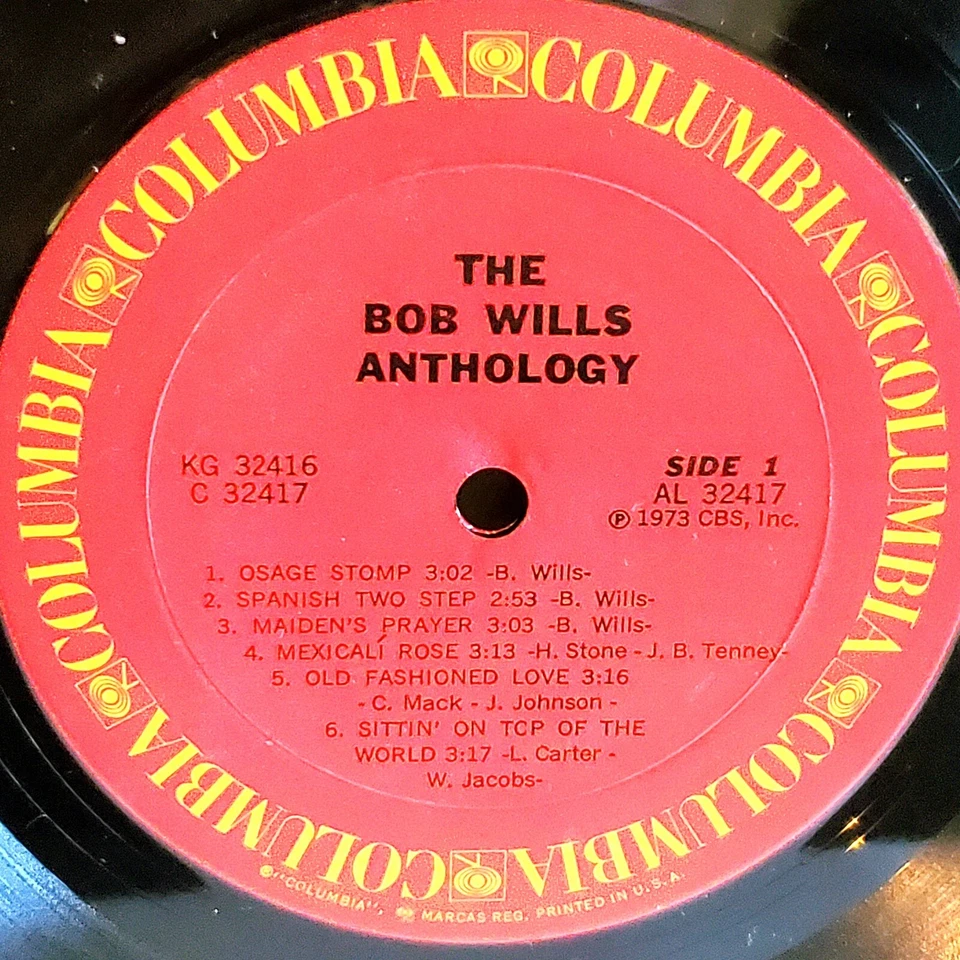 COLUMBIA COLUMBIA COLUMBIA COLUMBIA COLUMBIA COLUMBIA
THE
BOB WILLS
ANTHOLOGY
KG 32416
C 32417
SIDE 1
AL 32417
℗ 1973 CBS, Inc.
1. OSAGE STOMP 3:02 -B. Wills-
2. SPANISH TWO STEP 2:53 -B. Wills-
3. MAIDEN'S PRAYER 3:03 -B. Wills-
4. MEXICALÍ ROSE 3:13 -H. Stone - J. B. Tenney-
5. OLD FASHIONED LOVE 3:16
- C. Mack - J. Johnson -
6. SITTIN' ON TOP OF THE
WORLD 3:17 -L. Carter -
W. Jacobs-
"COLUMBIA", MARCAS REG. PRINTED IN U.S.A.